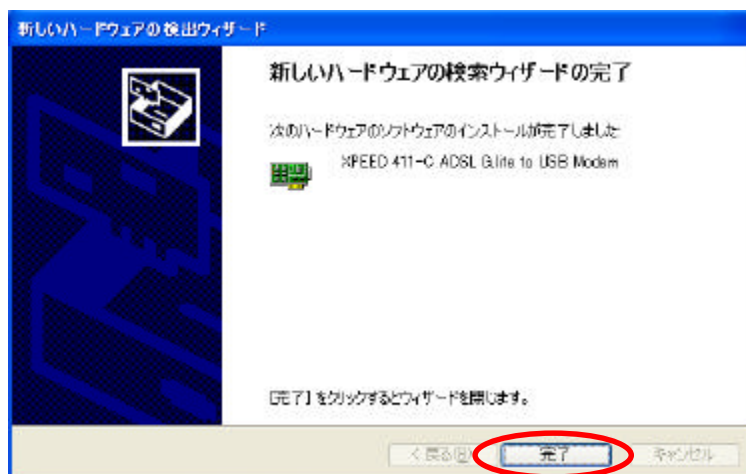 新しいハードウェアの検出ウィザード
新しいハードウェアの検索ウィザードの完了
次のハードウェアのソフトウェアのインストールが完了しました
XPEED 411-C ADSL G.lite to USB Modem
[完了] をクリックするとウィザードを閉じます。
< 戻る(B) 完了 キャンセル